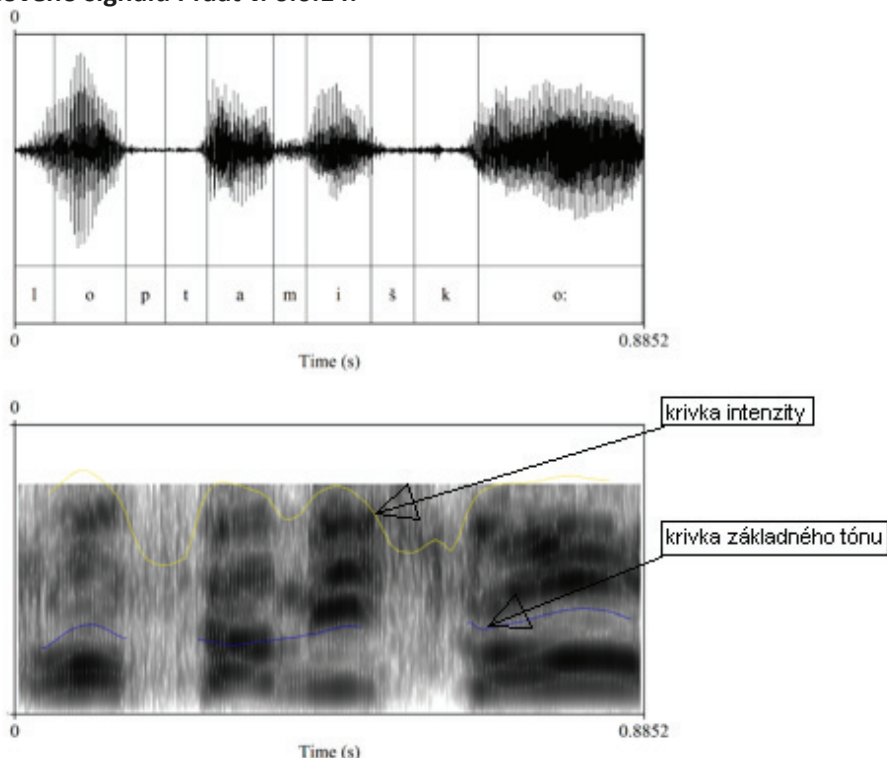 0
l o p t a m i š k o:
0 0.8852
Time (s)
0
krivka intenzity
krivka základného tónu
0 0.8852
Time (s)